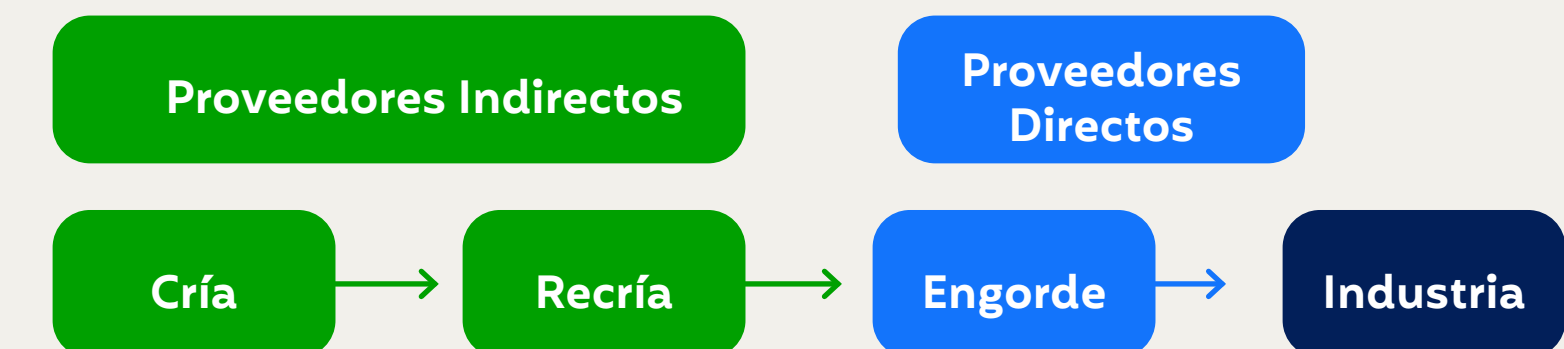 Proveedores Indirectos
Proveedores
Directos
Cría
Recría
Engorde
Industria